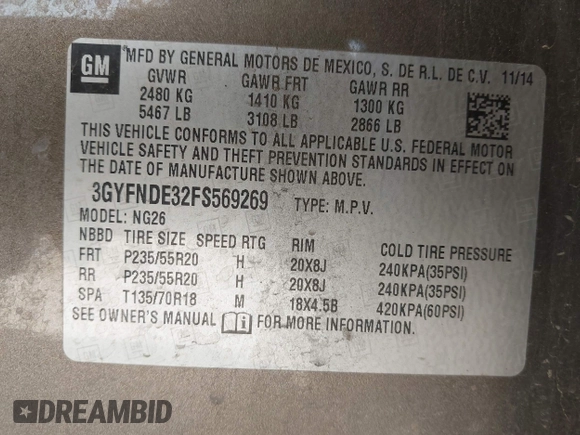 GM
MFD BY GENERAL MOTORS DE MEXICO, S. DE R.L. DE C.V. 11/14
GVWR GAWR FRT GAWR RR
2480 KG 1410 KG 1300 KG
5467 LB 3108 LB 2866 LB
THIS VEHICLE CONFORMS TO ALL APPLICABLE U.S. FEDERAL MOTOR
VEHICLE SAFETY AND THEFT PREVENTION STANDARDS IN EFFECT ON
THE DATE OF MANUFACTURE SHOWN ABOVE.
3GYFNDE32FS569269 TYPE: M.P.V.
MODEL: NG26
NBBD TIRE SIZE SPEED RTG RIM COLD TIRE PRESSURE
FRT P235/55R20 H 20X8J 240KPA(35PSI)
RR P235/55R20 H 20X8J 240KPA(35PSI)
SPA T135/70R18 M 18X4.5B 420KPA(60PSI)
SEE OWNER'S MANUAL FOR MORE INFORMATION.
DREAMBID